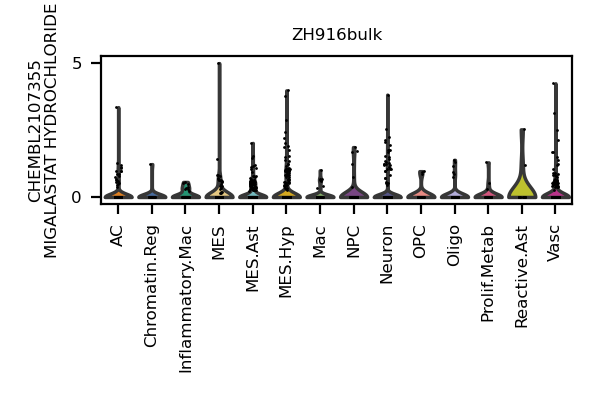 ZH916bulk
CHEMBL2107355
MIGALASTAT HYDROCHLORIDE
5
0
AC
Chromatin.Reg
Inflammatory.Mac
MES
MES.Ast
MES.Hyp
Mac
NPC
Neuron
OPC
Oligo
Prolif.Metab
Reactive.Ast
Vasc